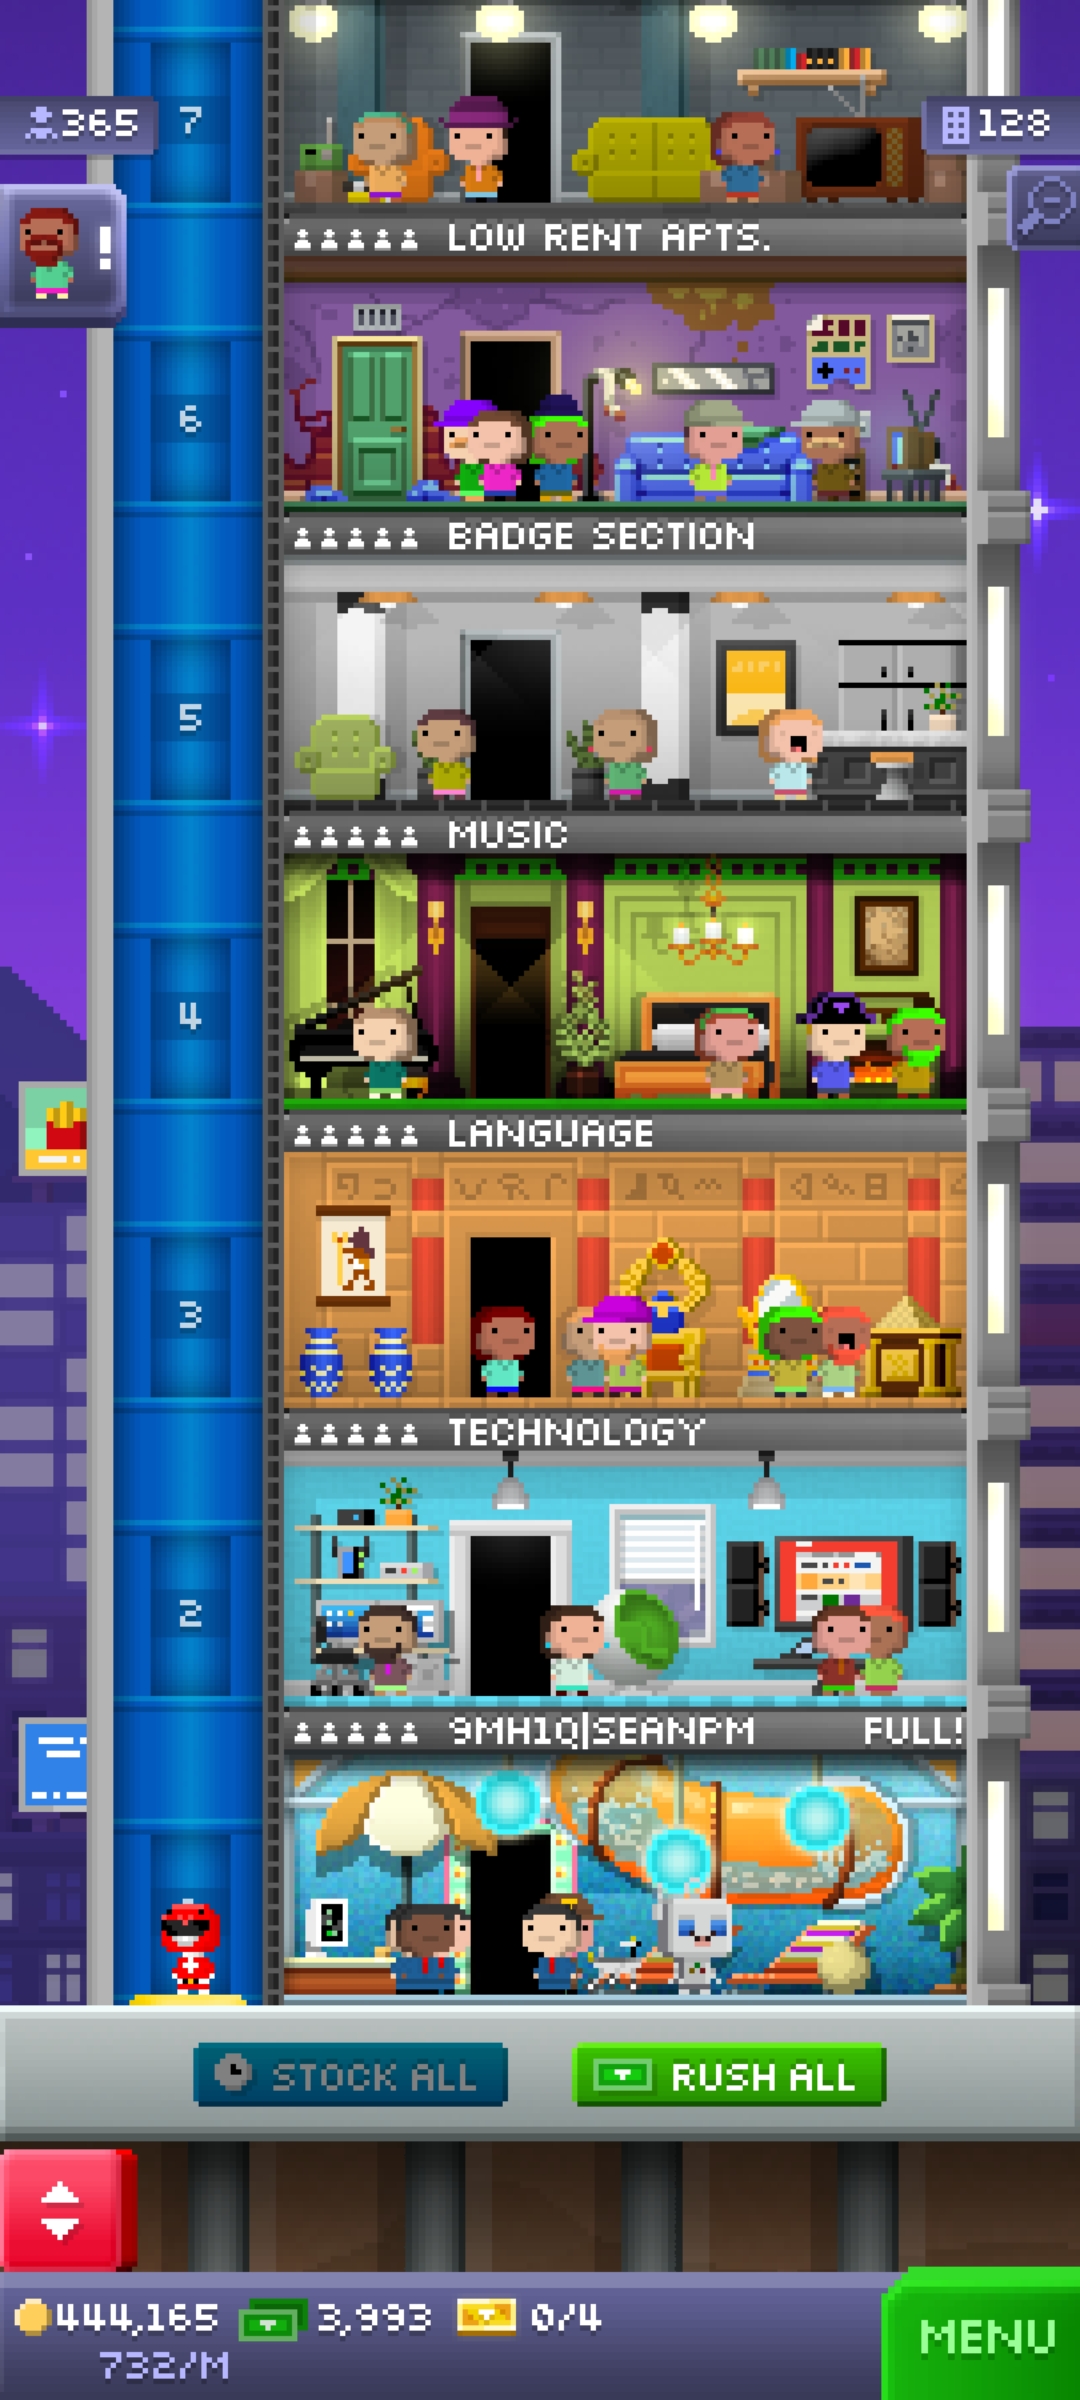 7
365
128
!
LOW RENT APTS.
6
BADGE SECTION
5
MUSIC
4
LANGUAGE
3
TECHNOLOGY
2
9MH1Q|SEANPM FULL!
STOCK ALL
RUSH ALL
444,165 3,993 0/4
732/M
MENU